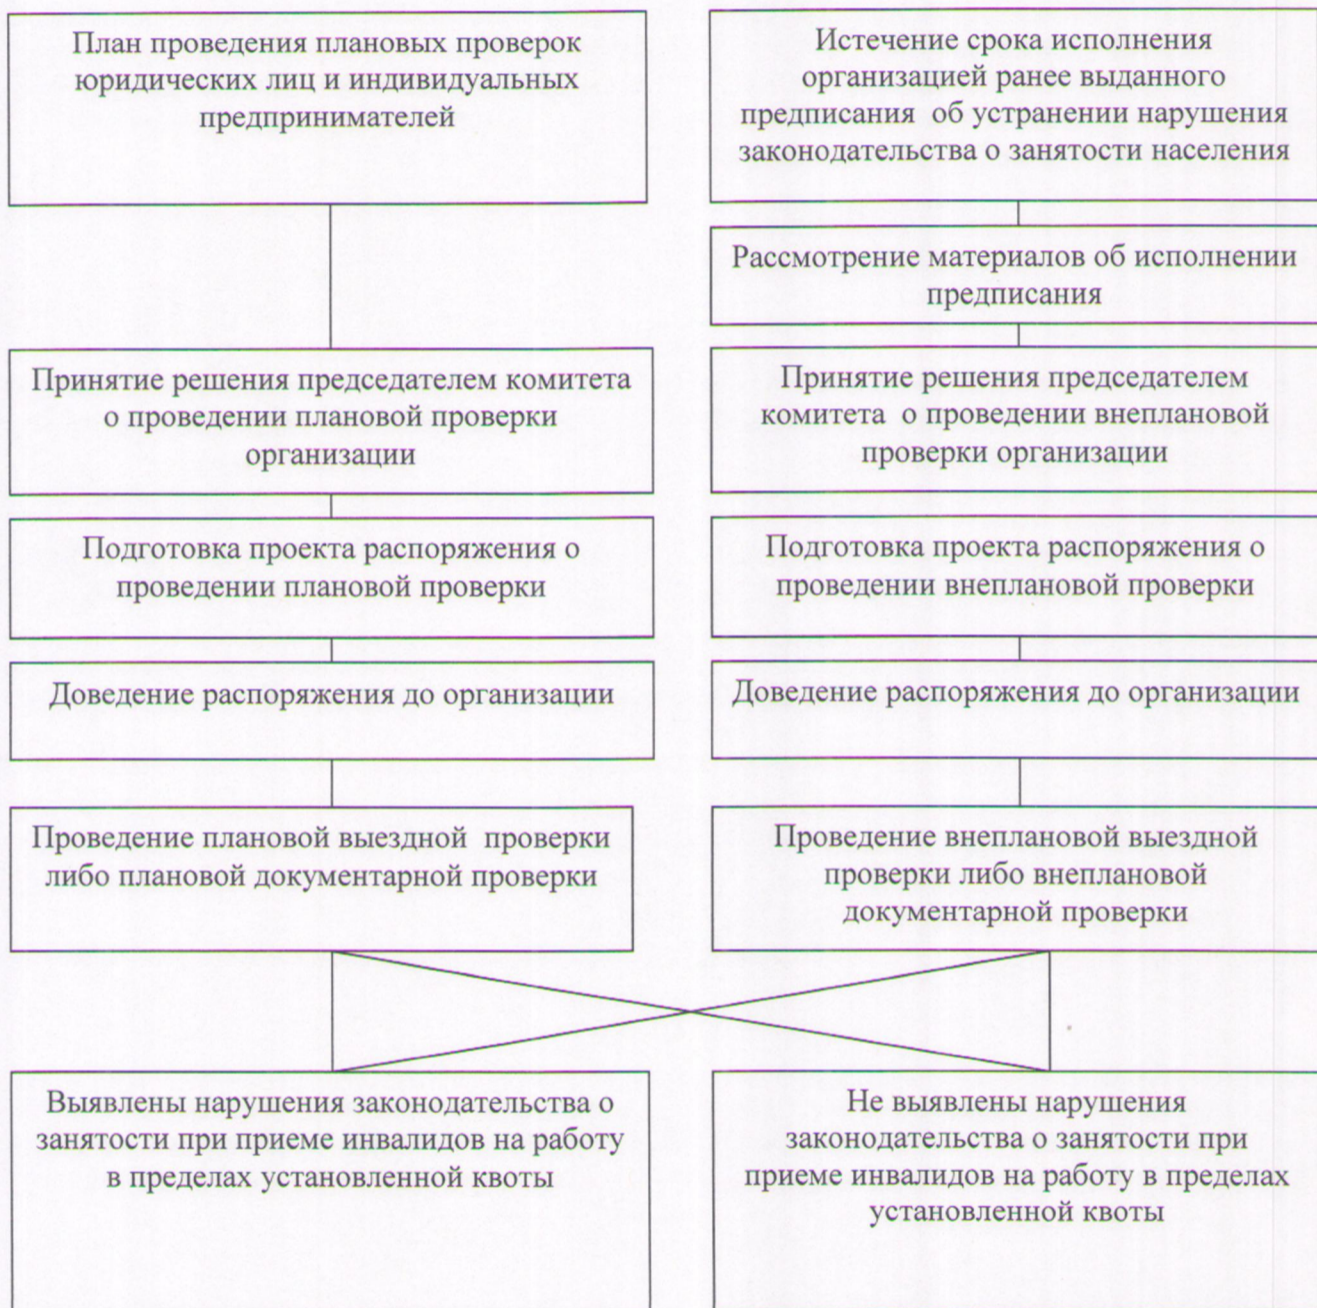 План проведения плановых проверок
юридических лиц и индивидуальных
предпринимателей
Истечение срока исполнения
организацией ранее выданного
предписания об устранении нарушения
законодательства о занятости населения
Рассмотрение материалов об исполнении
предписания
Принятие решения председателем комитета
о проведении плановой проверки
организации
Принятие решения председателем
комитета о проведении внеплановой
проверки организации
Подготовка проекта распоряжения о
проведении плановой проверки
Подготовка проекта распоряжения о
проведении внеплановой проверки
Доведение распоряжения до организации
Доведение распоряжения до организации
Проведение плановой выездной проверки
либо плановой документарной проверки
Проведение внеплановой выездной
проверки либо внеплановой
документарной проверки
Выявлены нарушения законодательства о
занятости при приеме инвалидов на работу
в пределах установленной квоты
Не выявлены нарушения
законодательства о занятости при
приеме инвалидов на работу в пределах
установленной квоты